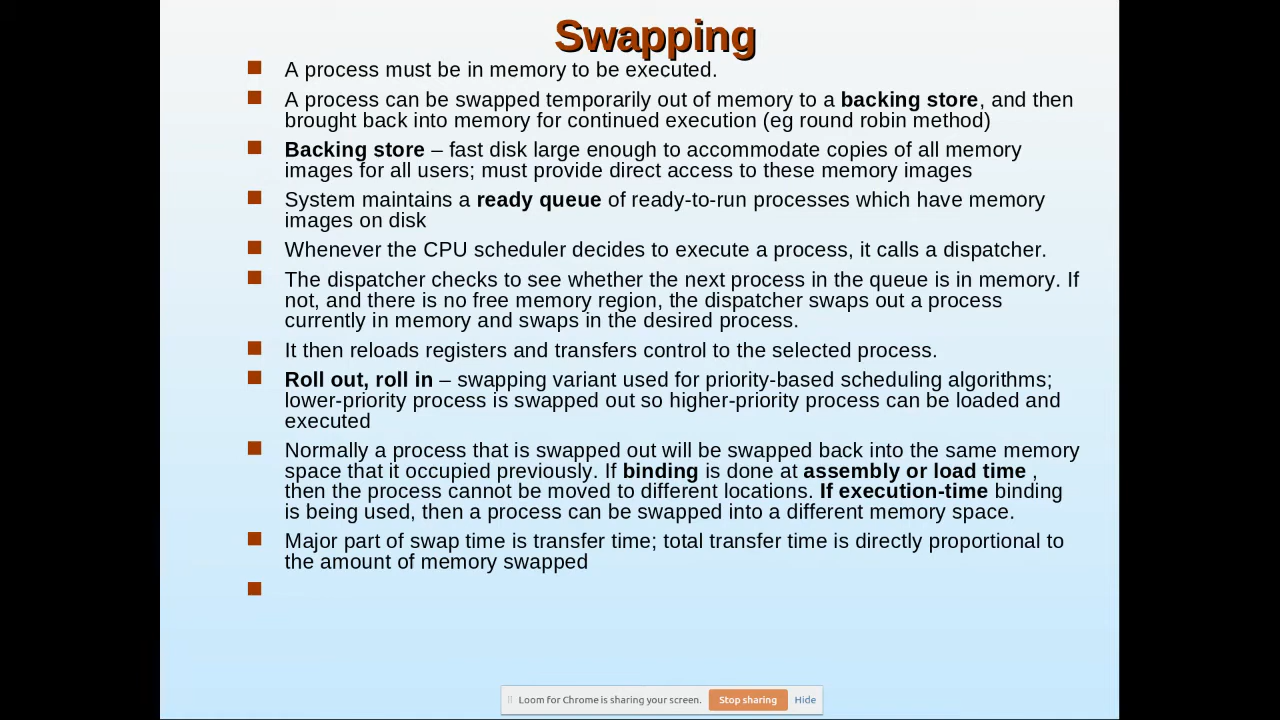 Swapping
A process must be in memory to be executed.
A process can be swapped temporarily out of memory to a backing store, and then
brought back into memory for continued execution (eg round robin method)
Backing store – fast disk large enough to accommodate copies of all memory
images for all users; must provide direct access to these memory images
System maintains a ready queue of ready-to-run processes which have memory
images on disk
Whenever the CPU scheduler decides to execute a process, it calls a dispatcher.
The dispatcher checks to see whether the next process in the queue is in memory. If
not, and there is no free memory region, the dispatcher swaps out a process
currently in memory and swaps in the desired process.
It then reloads registers and transfers control to the selected process.
Roll out, roll in – swapping variant used for priority-based scheduling algorithms;
lower-priority process is swapped out so higher-priority process can be loaded and
executed
Normally a process that is swapped out will be swapped back into the same memory
space that it occupied previously. If binding is done at assembly or load time ,
then the process cannot be moved to different locations. If execution-time binding
is being used, then a process can be swapped into a different memory space.
Major part of swap time is transfer time; total transfer time is directly proportional to
the amount of memory swapped
Loom for Chrome is sharing your screen. Stop sharing Hide